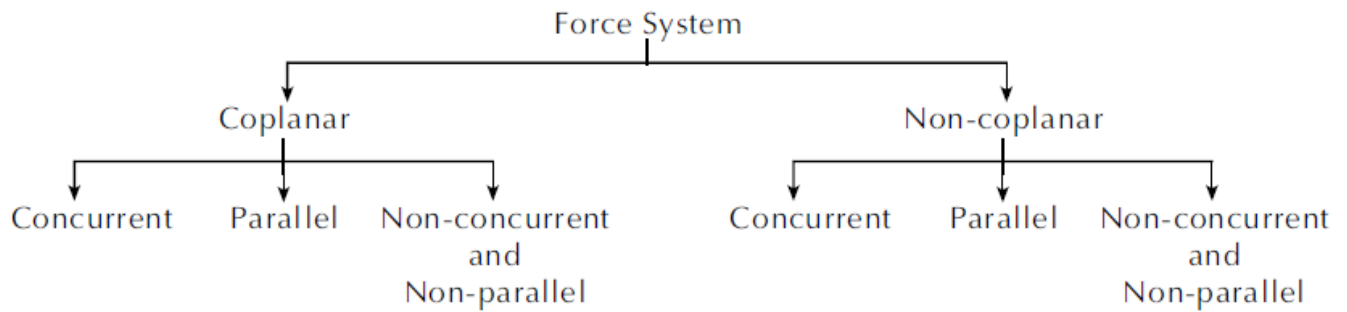 Force System
Coplanar
Non-coplanar
Concurrent
Parallel
Non-concurrent
and
Non-parallel
Concurrent
Parallel
Non-concurrent
and
Non-parallel